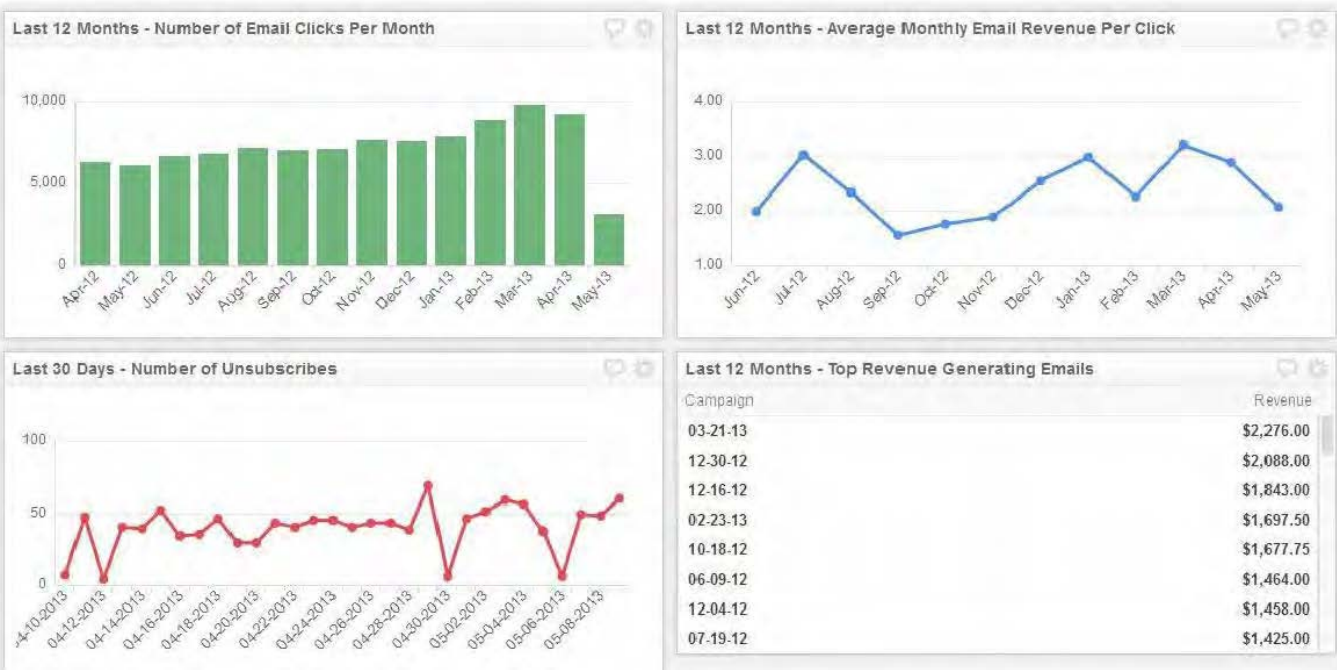 Last 12 Months - Number of Email Clicks Per Month
10,000
5,000
0
Apr-12 May-12 Jun-12 Jul-12 Aug-12 Sep-12 Oct-12 Nov-12 Dec-12 Jan-13 Feb-13 Mar-13 Apr-13 May-13
Last 12 Months - Average Monthly Email Revenue Per Click
4.00
3.00
2.00
1.00
Jun-12 Jul-12 Aug-12 Sep-12 Oct-12 Nov-12 Dec-12 Jan-13 Feb-13 Mar-13 Apr-13 May-13
Last 30 Days - Number of Unsubscribes
100
50
0
4-10-2013 04-12-2013 04-14-2013 04-16-2013 04-18-2013 04-20-2013 04-22-2013 04-24-2013 04-26-2013 04-28-2013 04-30-2013 05-02-2013 05-04-2013 05-06-2013 05-08-2013
Last 12 Months - Top Revenue Generating Emails
Campaign Revenue
03-21-13 $2,276.00
12-30-12 $2,088.00
12-16-12 $1,843.00
02-23-13 $1,697.50
10-18-12 $1,677.75
06-09-12 $1,464.00
12-04-12 $1,458.00
07-19-12 $1,425.00